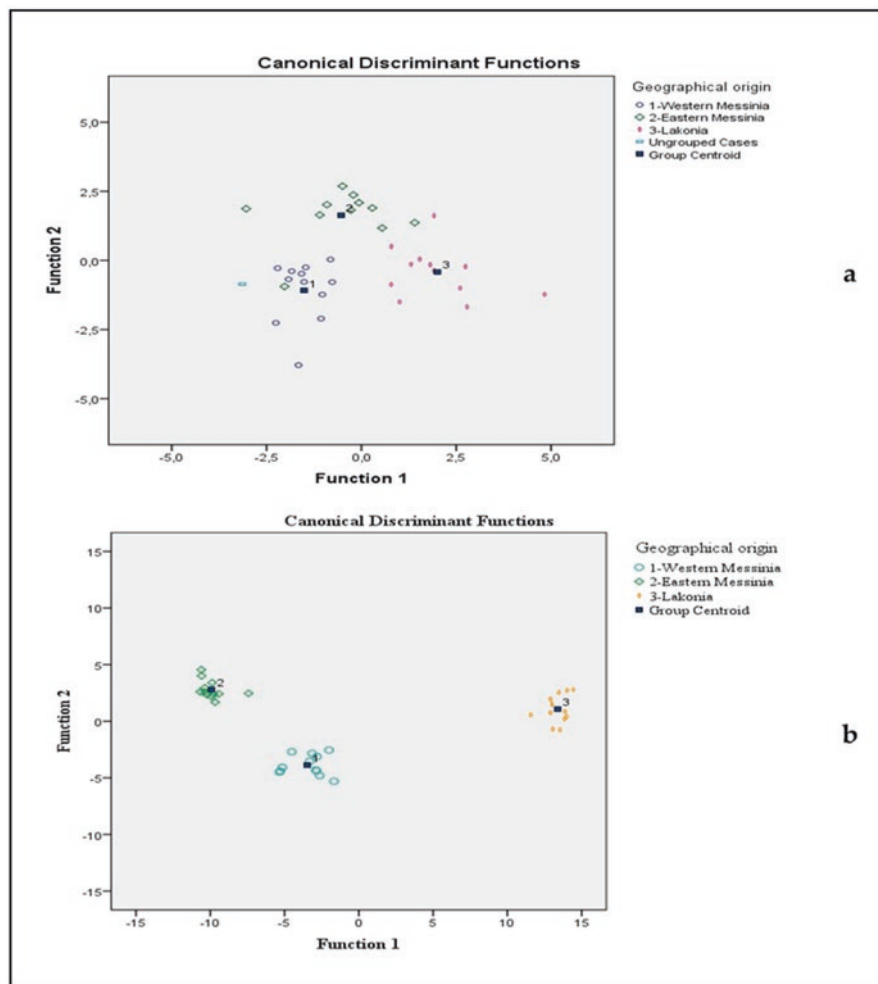 Canonical Discriminant Functions
Geographical origin
1-Western Messinia
2-Eastern Messinia
3-Lakonia
Ungrouped Cases
Group Centroid
5,0
2,5
0,0
-2,5
-5,0
Function 2
2
3
1
-5,0 -2,5 0,0 2,5 5,0
Function 1
a
Canonical Discriminant Functions
Geographical origin
1-Western Messinia
2-Eastern Messinia
3-Lakonia
Group Centroid
15
10
5
0
-5
-10
-15
Function 2
2
3
1
-15 -10 -5 0 5 10 15
Function 1
b